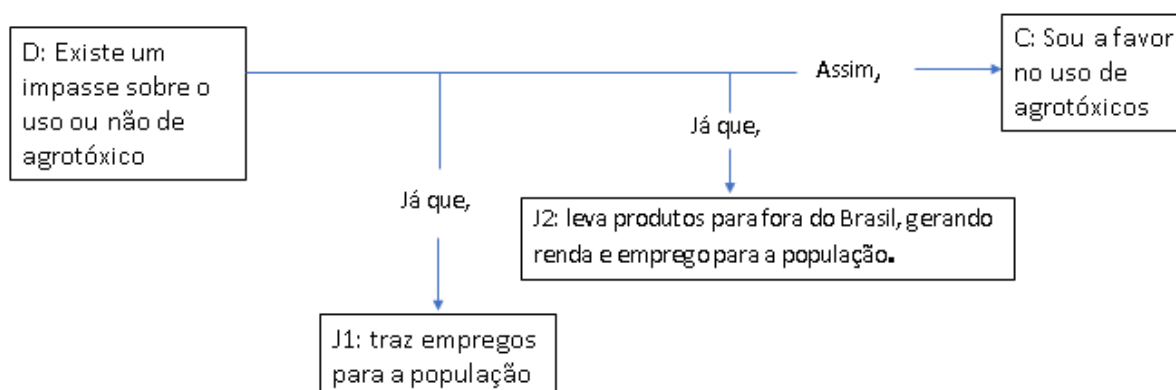 D: Existe um
impasse sobre o
uso ou não de
agrotóxico
Assim,
C: Sou a favor
no uso de
agrotóxicos
Já que,
Já que,
J2: leva produtos para fora do Brasil, gerando
renda e emprego para a população.
J1: traz empregos
para a população